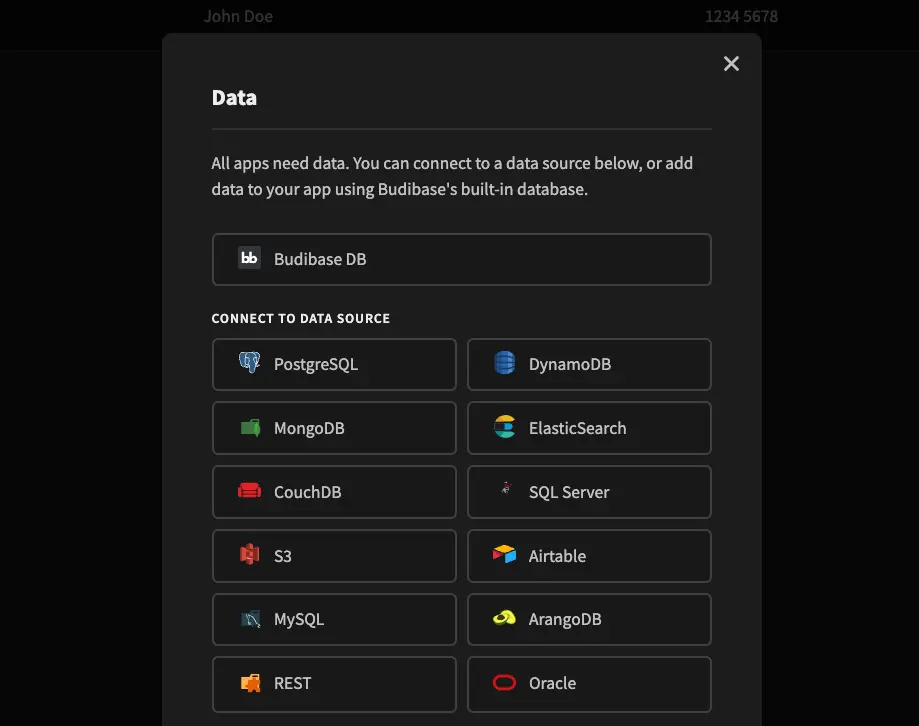 John Doe 1234 5678
Data
All apps need data. You can connect to a data source below, or add
data to your app using Budibase's built-in database.
bb Budibase DB
CONNECT TO DATA SOURCE
PostgreSQL DynamoDB
MongoDB ElasticSearch
CouchDB SQL Server
S3 Airtable
MySQL ArangoDB
REST Oracle